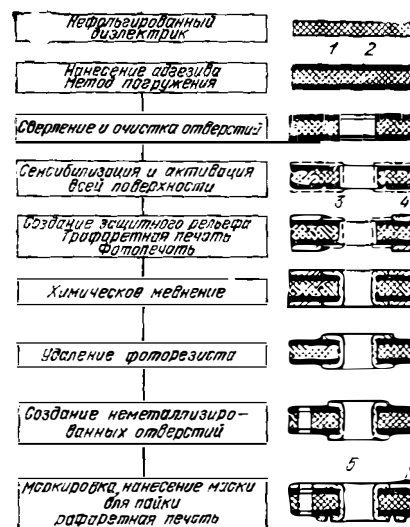 Нефольгированный
диэлектрик
1 2
Нанесение адгезива
Метод погружения
Сверление и очистка отверстий
Сенсибилизация и активация
всей поверхности
3 4
Создание защитного рельефа
Трафаретная печать
Фотопечать
Химическое меднение
Удаление фоторезиста
Создание неметаллизиро-
ванных отверстий
5
Маркировка, нанесение маски
для пайки
рафаретная печать